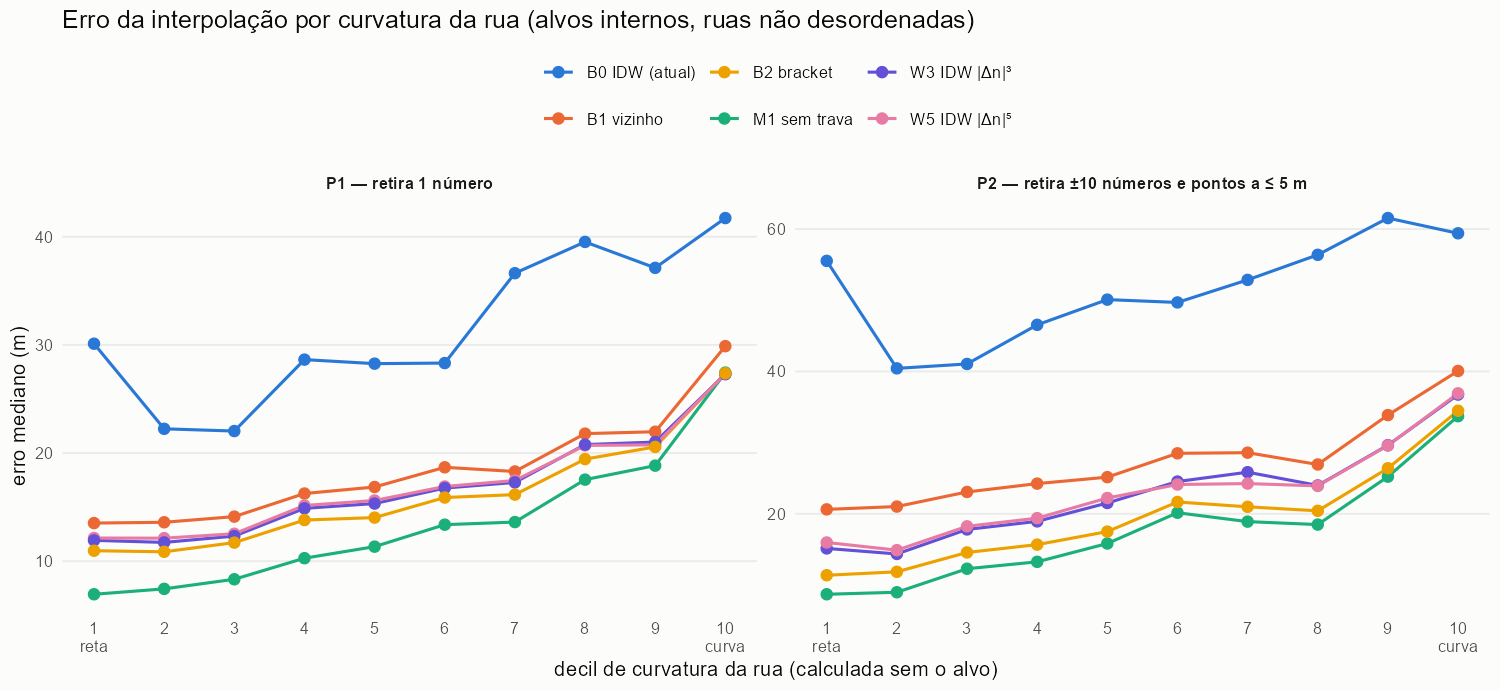 Erro da interpolação por curvatura da rua (alvos internos, ruas não desordenadas)
B0 IDW (atual) B2 bracket W3 IDW |Δn|³
B1 vizinho M1 sem trava W5 IDW |Δn|⁵
P1 — retira 1 número P2 — retira ±10 números e pontos a ≤ 5 m
erro mediano (m)
40
30
20
10
60
40
20
1 2 3 4 5 6 7 8 9 10
reta curva
1 2 3 4 5 6 7 8 9 10
reta curva
decil de curvatura da rua (calculada sem o alvo)